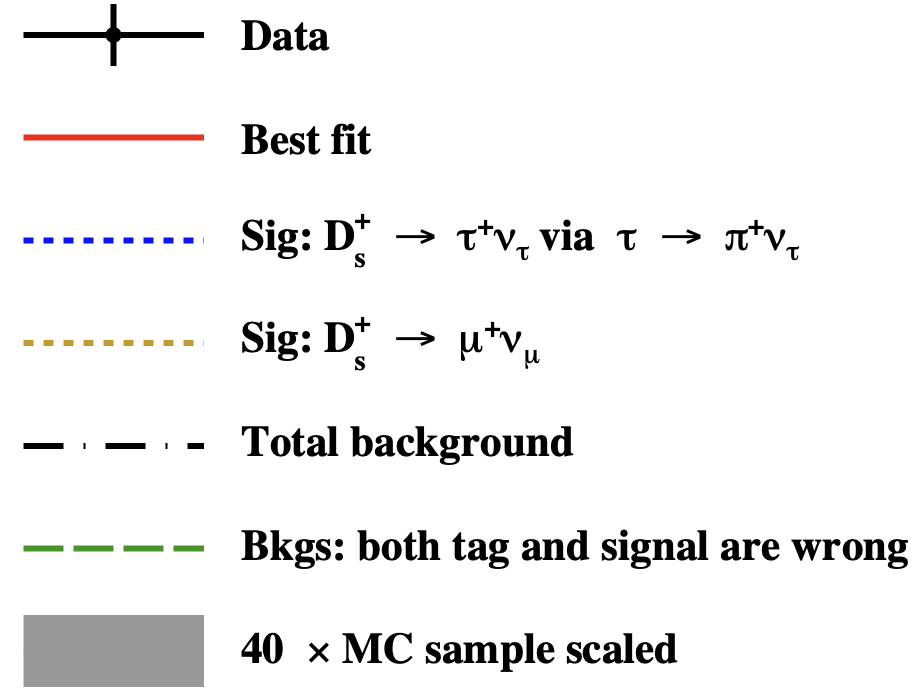 Data
Best fit
Sig: D⁺ₛ → τ⁺ν_τ via τ → π⁺ν_τ
Sig: D⁺ₛ → μ⁺ν_μ
Total background
Bkgs: both tag and signal are wrong
40 × MC sample scaled